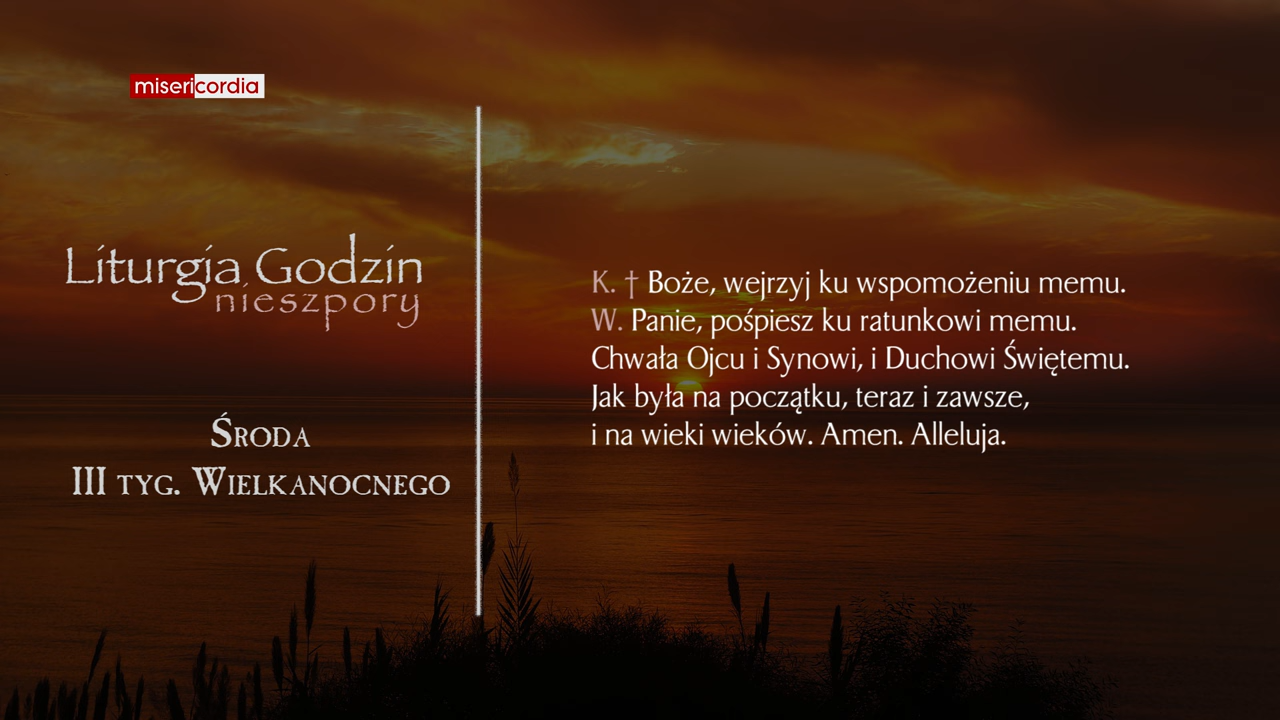 misericordia
Liturgia Godzin
nieszpory
Środa
III tyg. Wielkanocnego
K. † Boże, wejrzyj ku wspomożeniu memu.
W. Panie, pośpiesz ku ratunkowi memu.
Chwała Ojcu i Synowi, i Duchowi Świętemu.
Jak była na początku, teraz i zawsze,
i na wieki wieków. Amen. Alleluja.